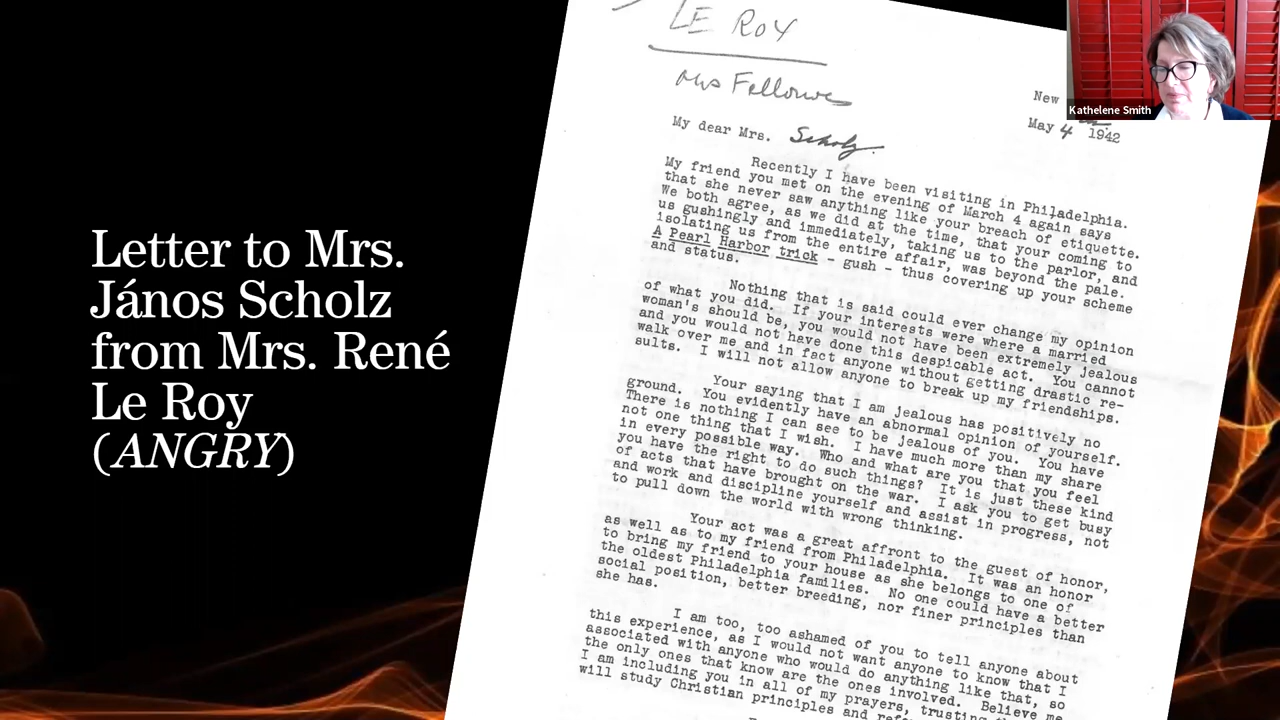 Letter to Mrs.
János Scholz
from Mrs. René
Le Roy
(ANGRY)
LE ROY
Mrs Fellowes
New
May 4 1942
My dear Mrs. Scholz.
Recently I have been visiting in Philadelphia.
My friend you met on the evening of March 4 again says
that she never saw anything like your breach of etiquette.
We both agree, as we did at the time, that your coming to
us gushingly and immediately, taking us to the parlor, and
isolating us from the entire affair, was beyond the pale.
A Pearl Harbor trick - gush - thus covering up your scheme
and status.
Nothing that is said could ever change my opinion
of what you did. If your interests were where a married
woman's should be, you would not have been extremely jealous
and you would not have done this despicable act. You cannot
walk over me and in fact anyone without getting drastic re-
sults. I will not allow anyone to break up my friendships.
Your saying that I am jealous has positively no
ground. You evidently have an abnormal opinion of yourself.
There is nothing I can see to be jealous of you. You have
not one thing that I wish. I have much more than my share
in every possible way. Who and what are you that you feel
you have the right to do such things? It is just these kind
of acts that have brought on the war. I ask you to get busy
and work and discipline yourself and assist in progress, not
to pull down the world with wrong thinking.
Your act was a great affront to the guest of honor,
as well as to my friend from Philadelphia. It was an honor
to bring my friend to your house as she belongs to one of
the oldest Philadelphia families. No one could have a better
social position, better breeding, nor finer principles than
she has.
I am too, too ashamed of you to tell anyone about
this experience, as I would not want anyone to know that I
associated with anyone who would do anything like that, so
the only ones that know are the ones involved. Believe me
I am including you in all of my prayers, trusting
will study Christian principles and
Kathelene Smith